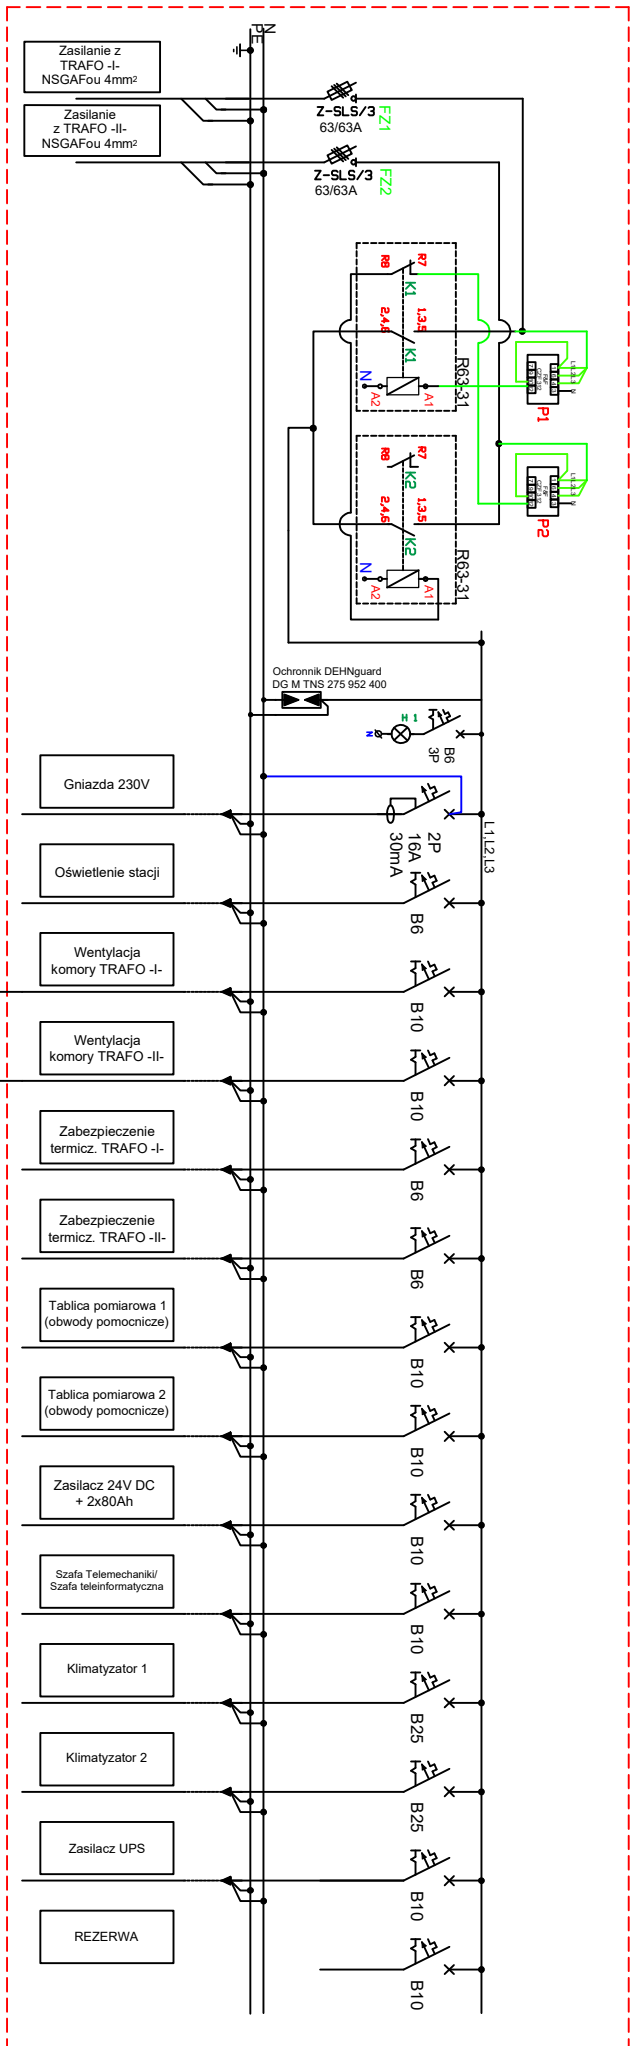 N
PE
Zasilanie z
TRAFO -I-
NSGAFou 4mm²
Z-SLS/3
63/63A
FZ1
Zasilanie
z TRAFO -II-
NSGAFou 4mm²
Z-SLS/3
63/63A
FZ2
R8
R7
K1
2,4,6
1,3,5
K1
N
A2
A1
R63-31
L1,L2,L3
N
P1
R8
R7
K2
2,4,6
1,3,5
K2
N
A2
A1
R63-31
L1,L2,L3
N
P2
Ochronnik DEHNguard
DG M TNS 275 952 400
H 1
N
B6
3P
L1,L2,L3
Gniazda 230V
2P
16A
30mA
Oświetlenie stacji
B6
Wentylacja
komory TRAFO -I-
B10
Wentylacja
komory TRAFO -II-
B10
Zabezpieczenie
termicz. TRAFO -I-
B6
Zabezpieczenie
termicz. TRAFO -II-
B6
Tablica pomiarowa 1
(obwody pomocnicze)
B10
Tablica pomiarowa 2
(obwody pomocnicze)
B10
Zasilacz 24V DC
+ 2x80Ah
B10
Szafa Telemechaniki/
Szafa teleinformatyczna
B10
Klimatyzator 1
B25
Klimatyzator 2
B25
Zasilacz UPS
B10
REZERWA
B10